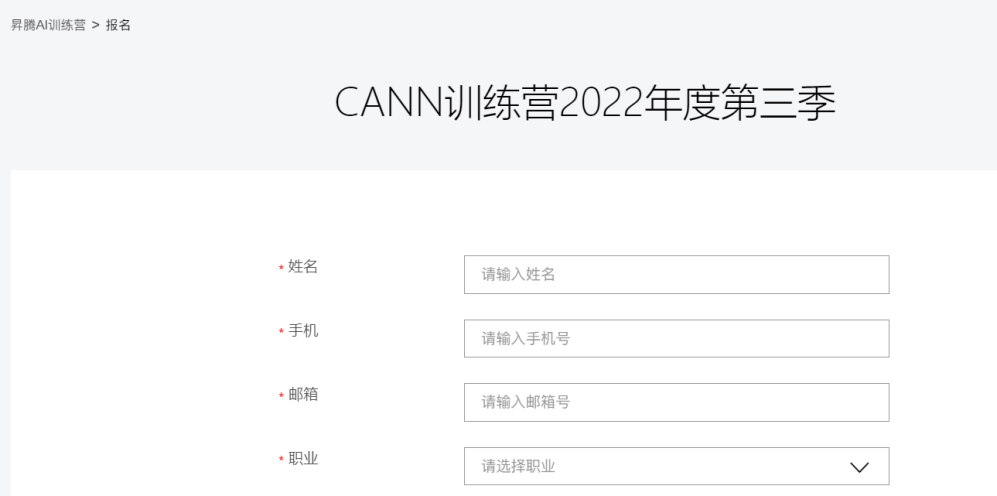 昇腾AI训练营 > 报名
CANN训练营2022年度第三季
* 姓名
请输入姓名
* 手机
请输入手机号
* 邮箱
请输入邮箱号
* 职业
请选择职业